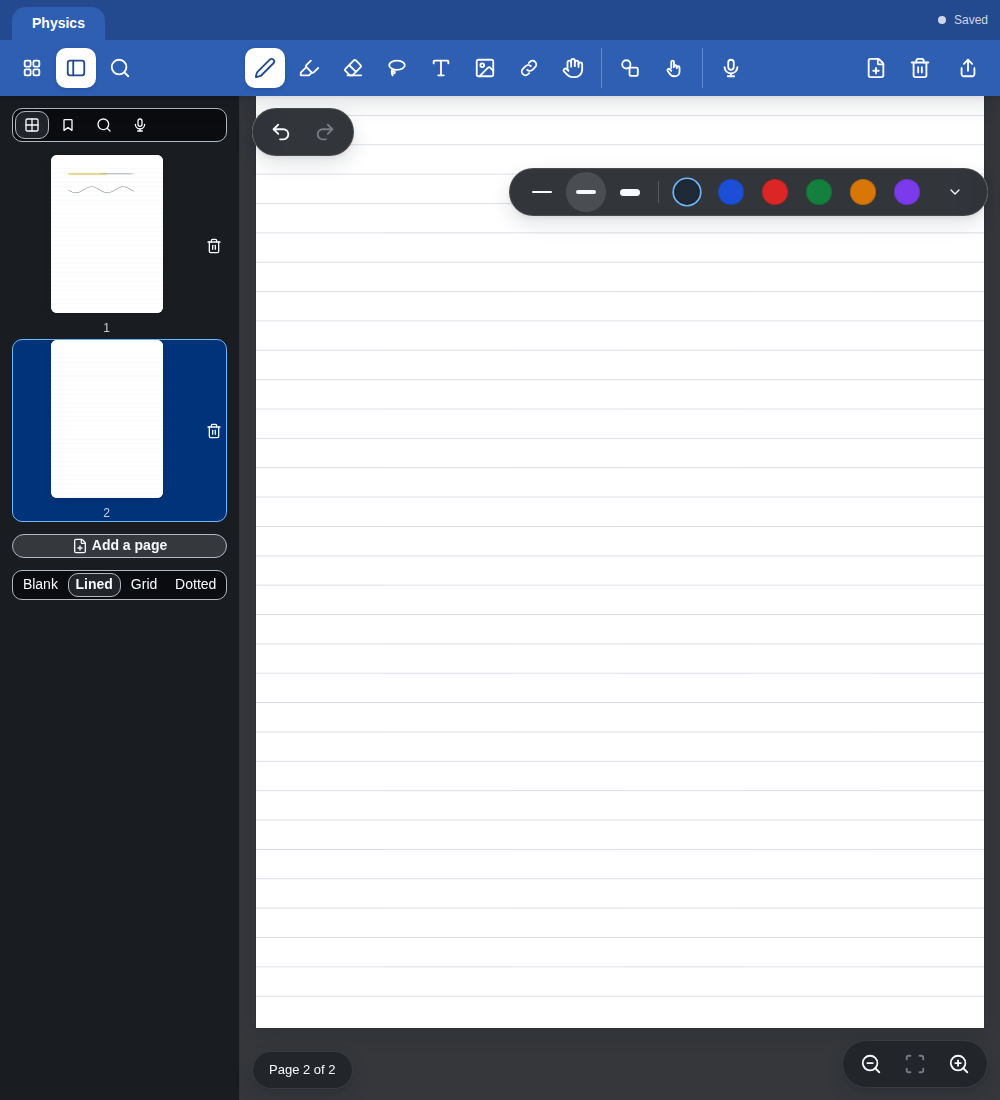 Physics
Saved
1
2
Add a page
Blank Lined Grid Dotted
Page 2 of 2